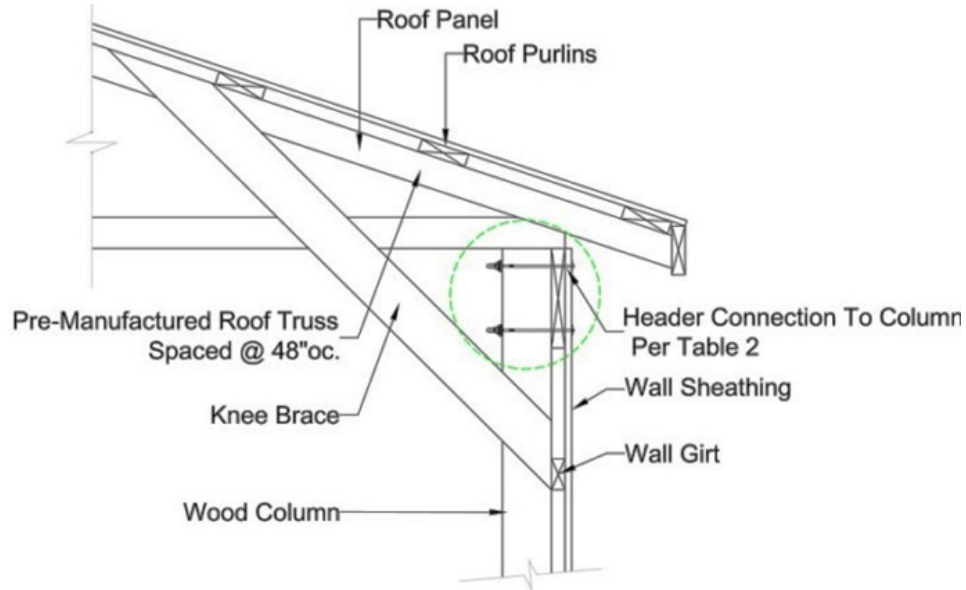 Roof Panel
Roof Purlins
Pre-Manufactured Roof Truss
Spaced @ 48"oc.
Header Connection To Column
Per Table 2
Wall Sheathing
Knee Brace
Wall Girt
Wood Column